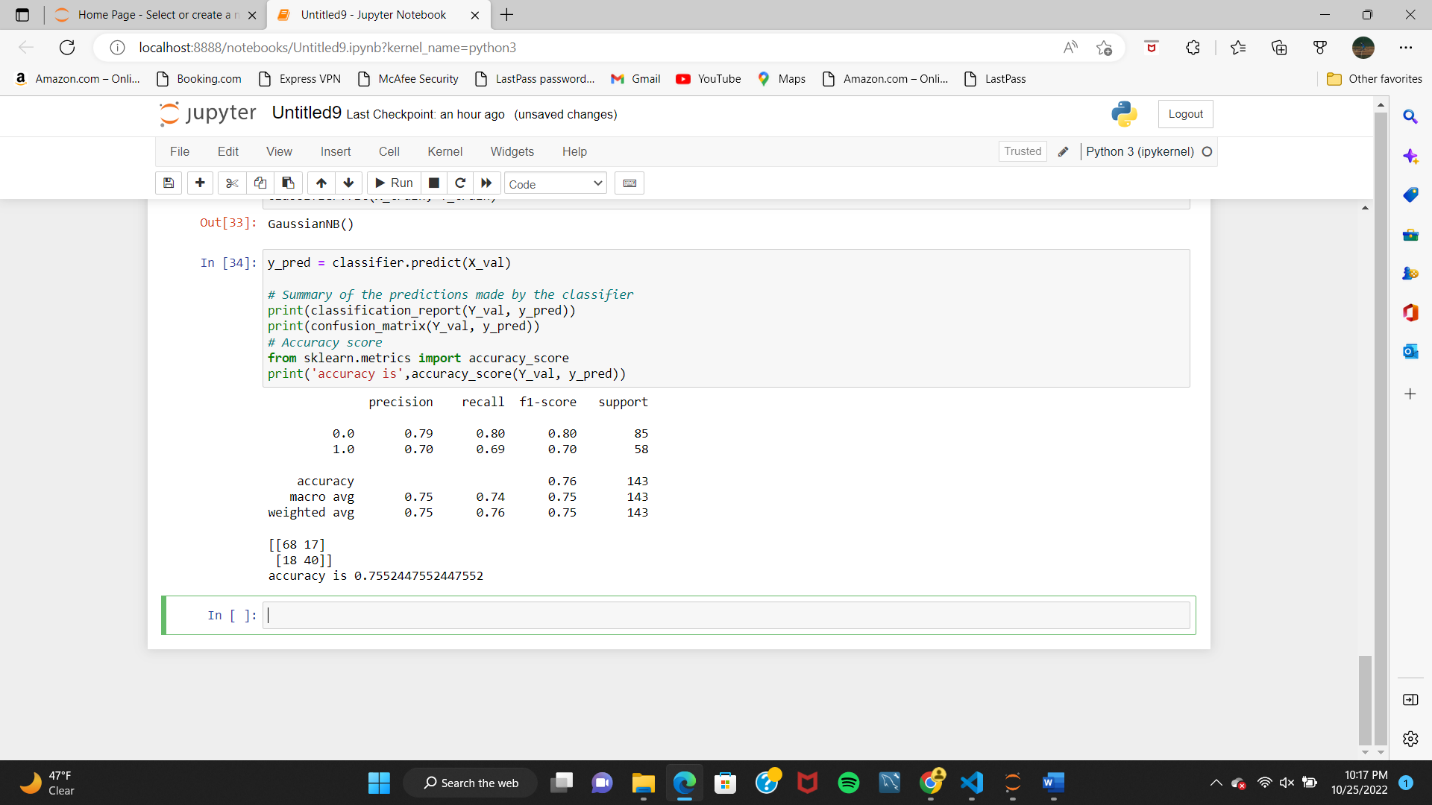 Home Page - Select or create a n
Untitled9 - Jupyter Notebook
localhost:8888/notebooks/Untitled9.ipynb?kernel_name=python3
Amazon.com – Onli...
Booking.com
Express VPN
McAfee Security
LastPass password...
Gmail
YouTube
Maps
Amazon.com – Onli...
LastPass
Other favorites
jupyter Untitled9 Last Checkpoint: an hour ago (unsaved changes)
Logout
File Edit View Insert Cell Kernel Widgets Help
Trusted
Python 3 (ipykernel)
Run
Code
Out[33]: GaussianNB()
In [34]: y_pred = classifier.predict(X_val)
# Summary of the predictions made by the classifier
print(classification_report(Y_val, y_pred))
print(confusion_matrix(Y_val, y_pred))
# Accuracy score
from sklearn.metrics import accuracy_score
print('accuracy is',accuracy_score(Y_val, y_pred))
precision recall f1-score support
0.0 0.79 0.80 0.80 85
1.0 0.70 0.69 0.70 58
accuracy 0.76 143
macro avg 0.75 0.74 0.75 143
weighted avg 0.75 0.76 0.75 143
[[68 17]
[18 40]]
accuracy is 0.7552447552447552
In [ ]:
47°F
Clear
Search the web
10:17 PM
10/25/2022
1